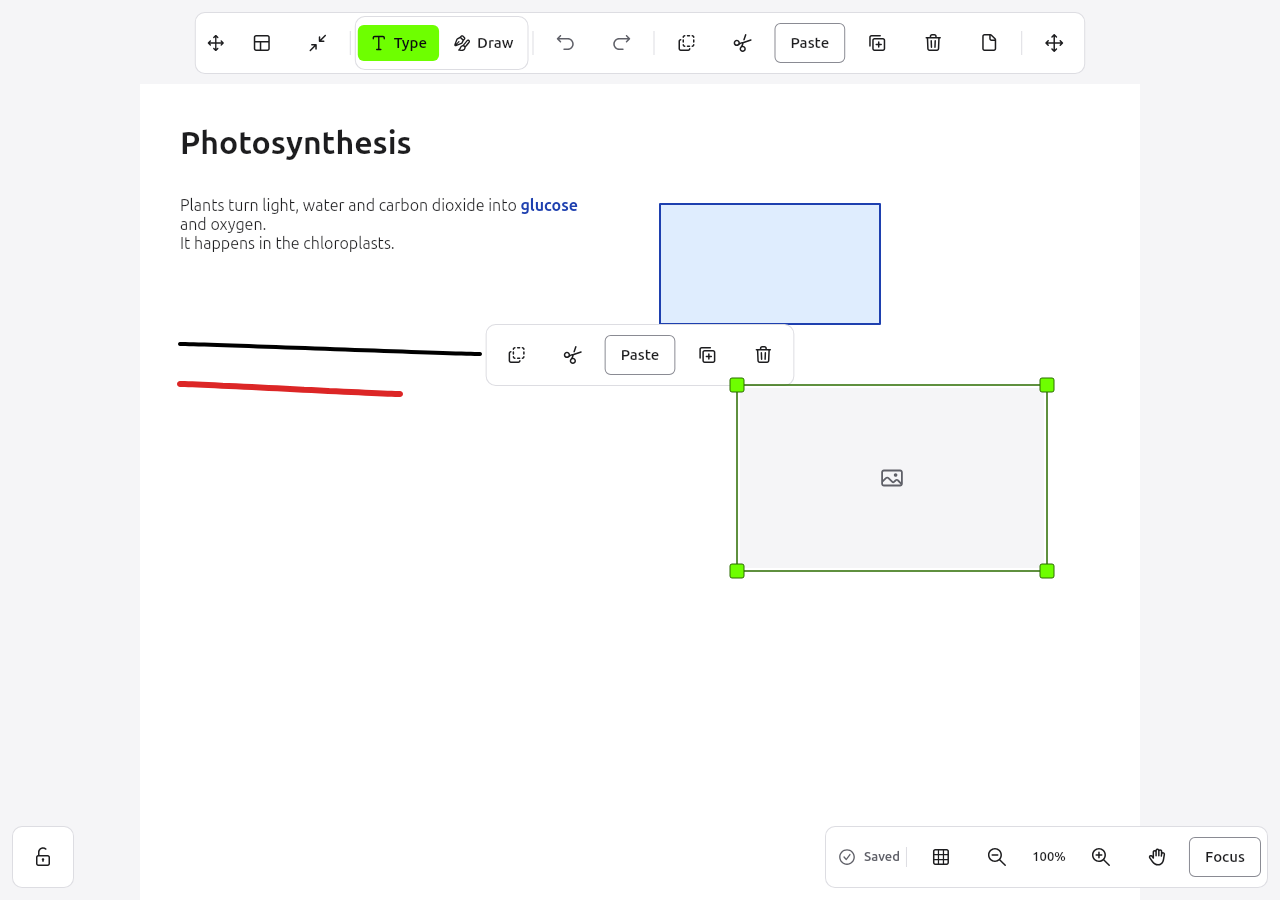 Type Draw Paste
Photosynthesis
Plants turn light, water and carbon dioxide into glucose
and oxygen.
It happens in the chloroplasts.
Paste
Saved 100% Focus